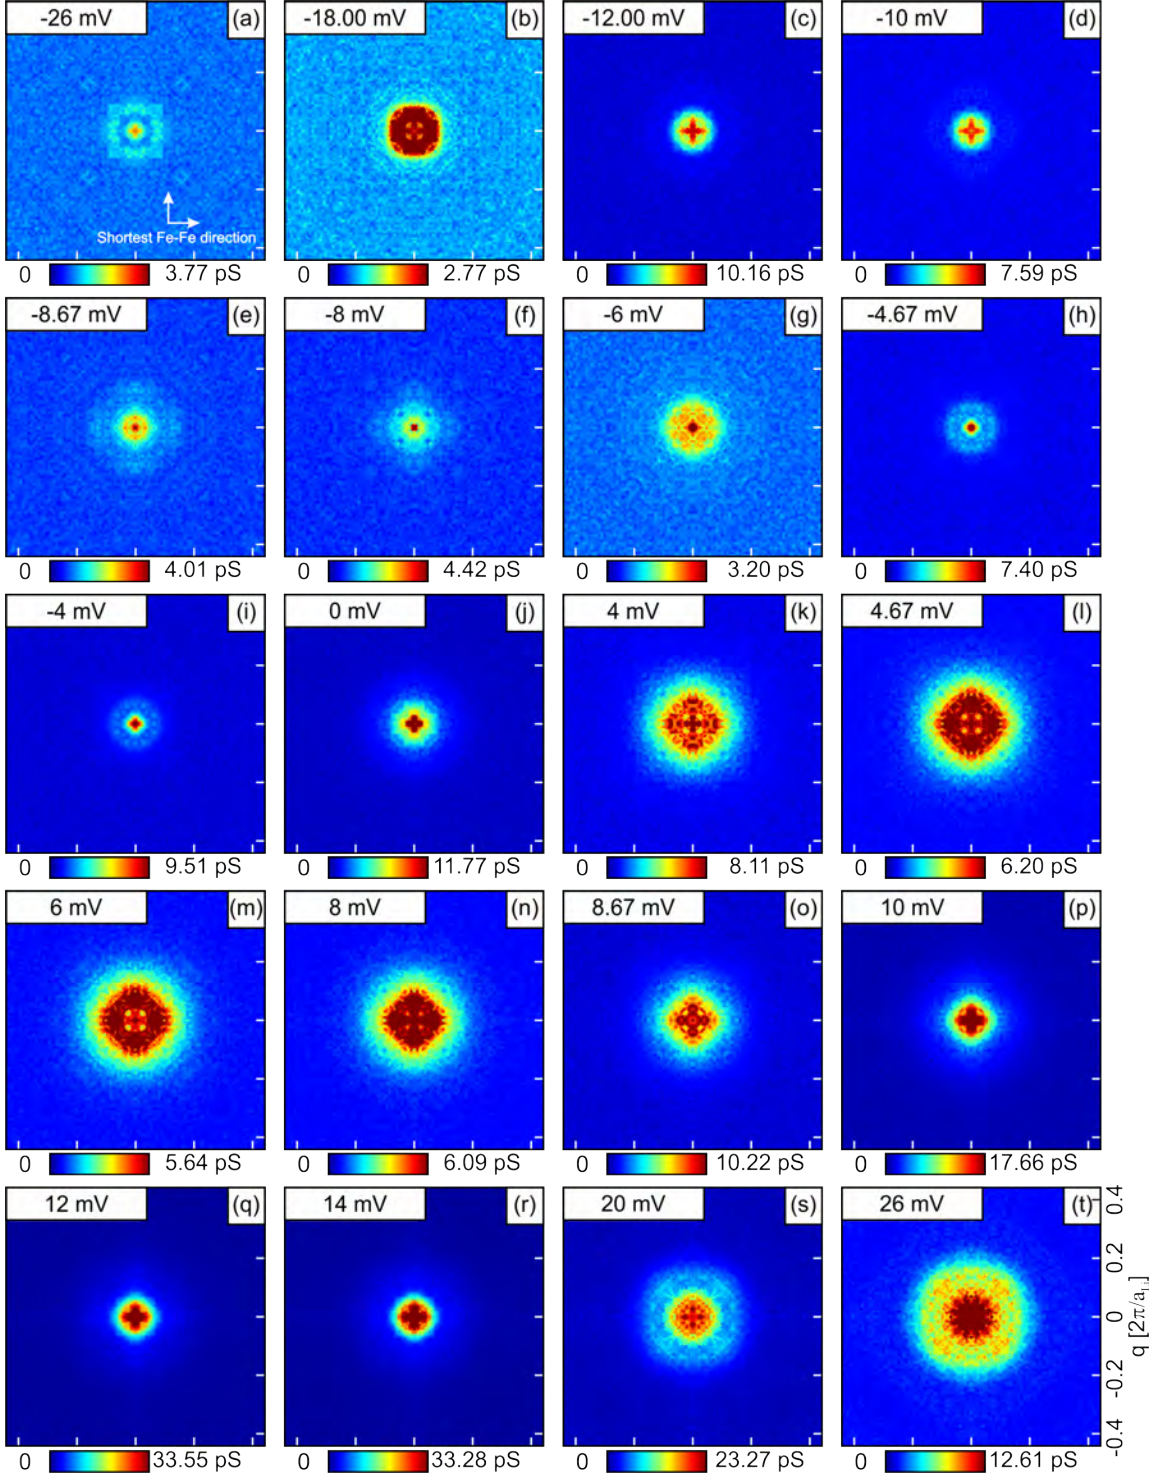 -26 mV (a) -18.00 mV (b) -12.00 mV (c) -10 mV (d)
Shortest Fe-Fe direction
0 3.77 pS 0 2.77 pS 0 10.16 pS 0 7.59 pS
-8.67 mV (e) -8 mV (f) -6 mV (g) -4.67 mV (h)
0 4.01 pS 0 4.42 pS 0 3.20 pS 0 7.40 pS
-4 mV (i) 0 mV (j) 4 mV (k) 4.67 mV (l)
0 9.51 pS 0 11.77 pS 0 8.11 pS 0 6.20 pS
6 mV (m) 8 mV (n) 8.67 mV (o) 10 mV (p)
0 5.64 pS 0 6.09 pS 0 10.22 pS 0 17.66 pS
12 mV (q) 14 mV (r) 20 mV (s) 26 mV (t)
0.4
0.2
0
-0.2
-0.4
q [2π/a_Li]
0 33.55 pS 0 33.28 pS 0 23.27 pS 0 12.61 pS